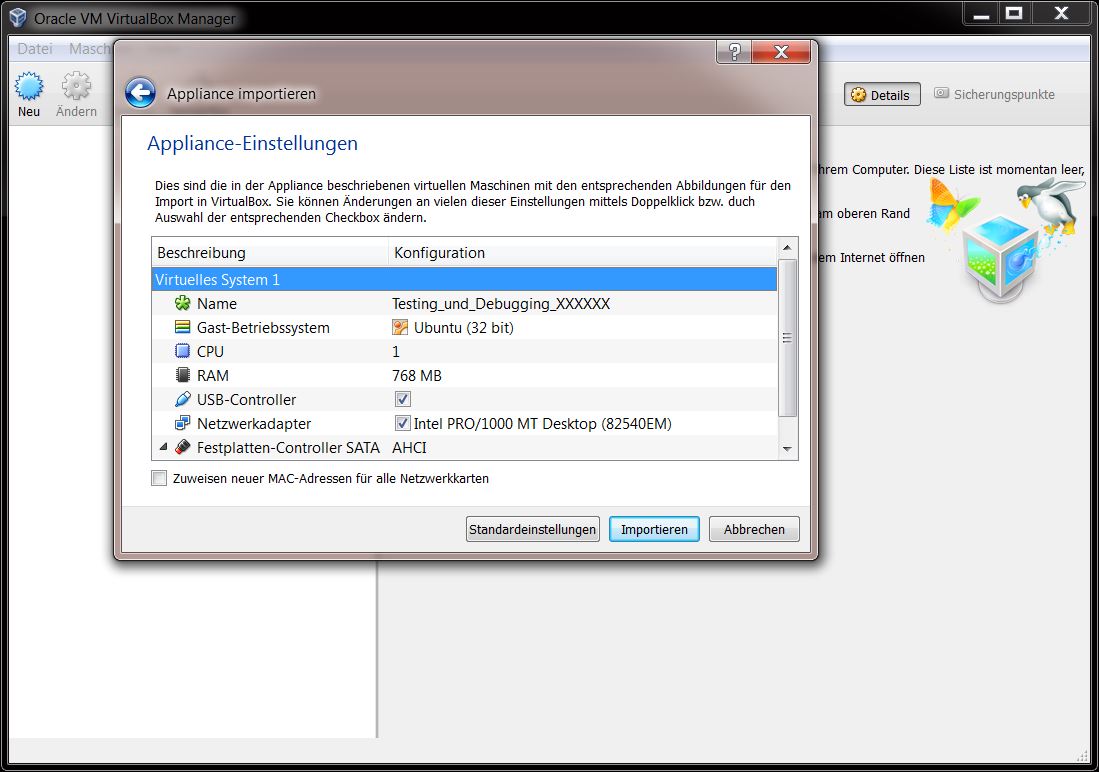 Oracle VM VirtualBox Manager
Datei Masch
Neu
Ändern
Details
Sicherungspunkte
hrem Computer. Diese Liste ist momentan leer,
am oberen Rand
em Internet öffnen
?
Appliance importieren
Appliance-Einstellungen
Dies sind die in der Appliance beschriebenen virtuellen Maschinen mit den entsprechenden Abbildungen für den
Import in VirtualBox. Sie können Änderungen an vielen dieser Einstellungen mittels Doppelklick bzw. duch
Auswahl der entsprechenden Checkbox ändern.
Beschreibung Konfiguration
Virtuelles System 1
Name Testing_und_Debugging_XXXXXX
Gast-Betriebssystem Ubuntu (32 bit)
CPU 1
RAM 768 MB
USB-Controller
Netzwerkadapter Intel PRO/1000 MT Desktop (82540EM)
Festplatten-Controller SATA AHCI
Zuweisen neuer MAC-Adressen für alle Netzwerkkarten
Standardeinstellungen Importieren Abbrechen